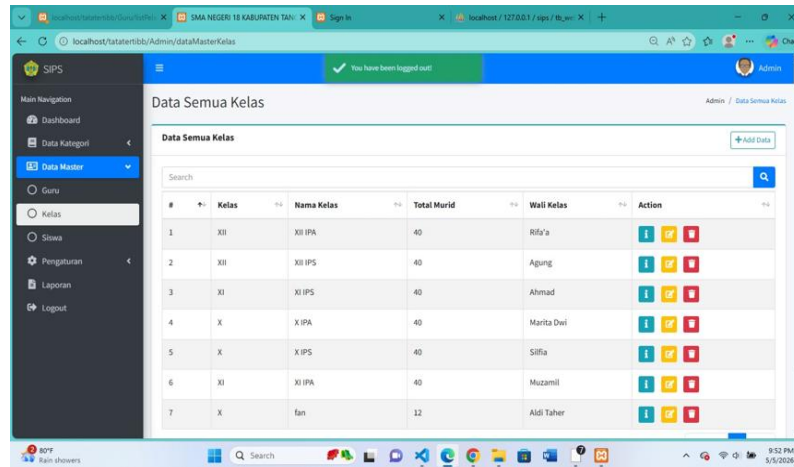 localhost/tatatertibb/Guru/listPel
SMA NEGERI 18 KABUPATEN TAN
Sign In
localhost / 127.0.0.1 / sips / tb_wri
localhost/tatatertibb/Admin/dataMasterKelas
SIPS
You have been logged out!
Admin
Main Navigation
Dashboard
Data Kategori
Data Master
Guru
Kelas
Siswa
Pengaturan
Laporan
Logout
Data Semua Kelas
Admin / Data Semua Kelas
Data Semua Kelas
+Add Data
Search
# Kelas Nama Kelas Total Murid Wali Kelas Action
1 XII XII IPA 40 Rifa'a
2 XII XII IPS 40 Agung
3 XI XI IPS 40 Ahmad
4 X X IPA 40 Marita Dwi
5 X X IPS 40 Silfia
6 XI XI IPA 40 Muzamil
7 X fan 12 Aldi Taher
80°F
Rain showers
Search
9:52 PM
5/5/2026